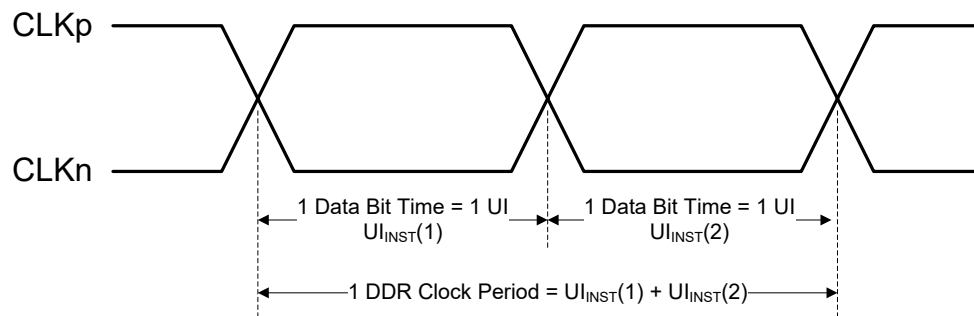 CLKp
CLKn
1 Data Bit Time = 1 UI
UI_INST(1)
1 Data Bit Time = 1 UI
UI_INST(2)
1 DDR Clock Period = UI_INST(1) + UI_INST(2)